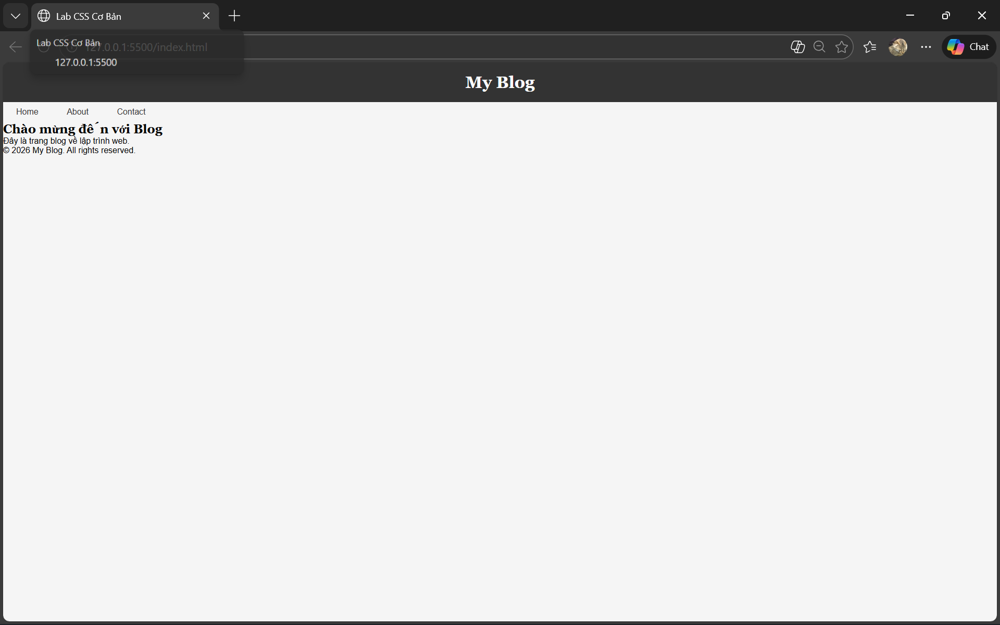 Lab CSS Cơ Bản
Lab CSS Cơ Bản
127.0.0.1:5500/index.html
127.0.0.1:5500
Chat
My Blog
Home About Contact
Chào mừng đến với Blog
Đây là trang blog về lập trình web.
© 2026 My Blog. All rights reserved.